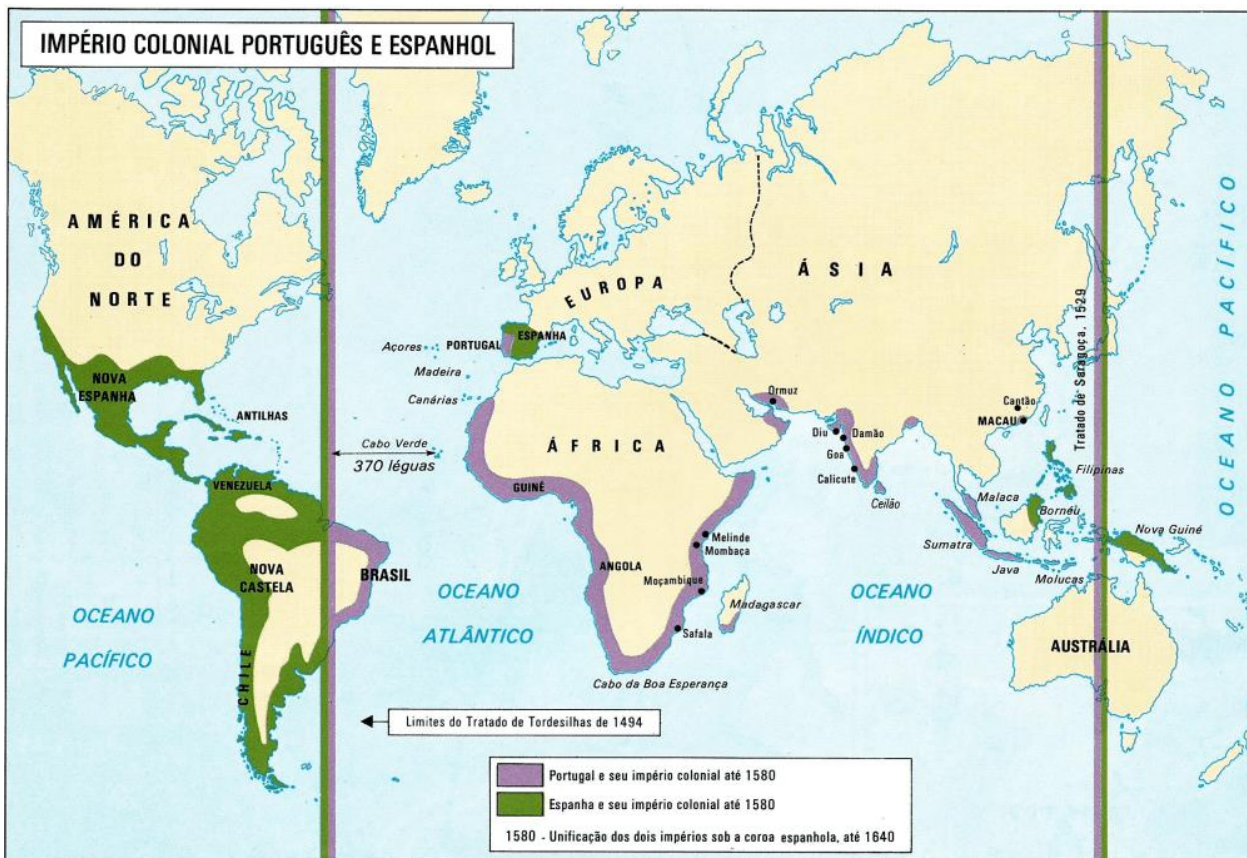 IMPÉRIO COLONIAL PORTUGUÊS E ESPANHOL
AMÉRICA
DO
NORTE
EUROPA
ÁSIA
OCEANO PACÍFICO
Tratado de Saragoça, 1529
Açores
PORTUGAL
ESPANHA
Madeira
Canárias
NOVA
ESPANHA
ANTILHAS
Cabo Verde
370 léguas
ÁFRICA
Ormuz
Cantão
MACAU
Diu
Damão
Goa
Calicute
Ceilão
Filipinas
VENEZUELA
GUINÉ
Malaca
Bornéu
Nova Guiné
Sumatra
Java
Molucas
NOVA
CASTELA
BRASIL
ANGOLA
Melinde
Mombaça
Moçambique
Madagascar
Safala
OCEANO
PACÍFICO
CHILE
OCEANO
ATLÂNTICO
OCEANO
ÍNDICO
AUSTRÁLIA
Cabo da Boa Esperança
Limites do Tratado de Tordesilhas de 1494
Portugal e seu império colonial até 1580
Espanha e seu império colonial até 1580
1580 - Unificação dos dois impérios sob a coroa espanhola, até 1640